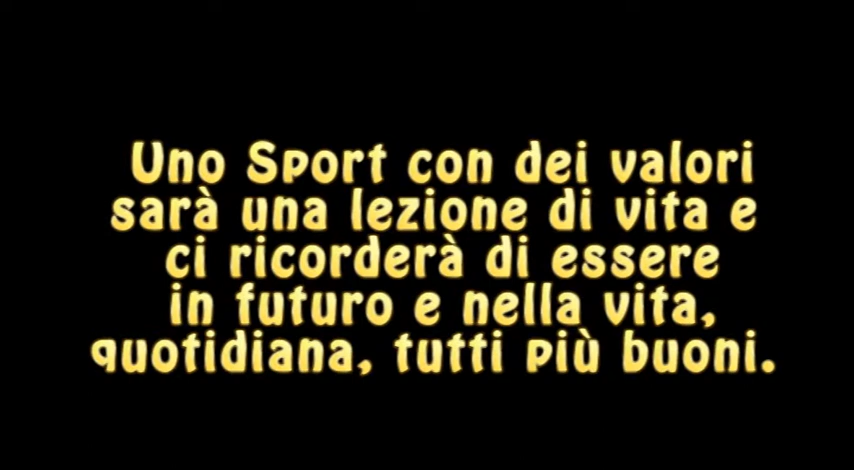 Uno Sport con dei valori
sarà una lezione di vita e
ci ricorderà di essere
in futuro e nella vita,
quotidiana, tutti più buoni.